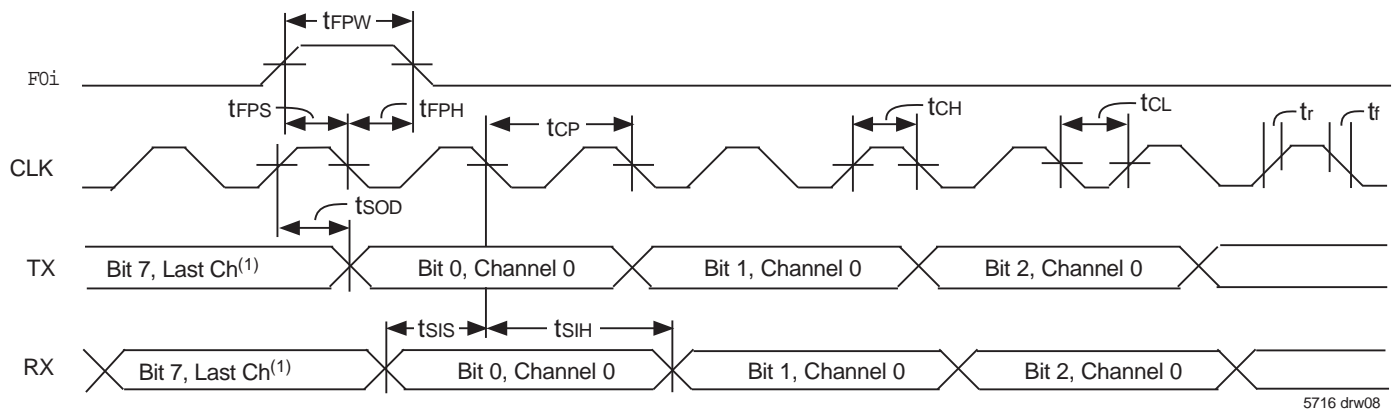 tFPW
F0i
tFPS
tFPH
tCP
tCH
tCL
tr
tf
CLK
tSOD
TX
Bit 7, Last Ch(1)
Bit 0, Channel 0
Bit 1, Channel 0
Bit 2, Channel 0
tSIS
tSIH
RX
Bit 7, Last Ch(1)
Bit 0, Channel 0
Bit 1, Channel 0
Bit 2, Channel 0
5716 drw08